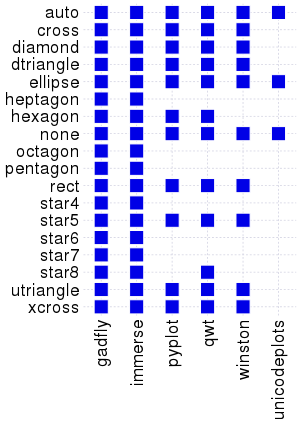 auto
cross
diamond
dtriangle
ellipse
heptagon
hexagon
none
octagon
pentagon
rect
star4
star5
star6
star7
star8
utriangle
xcross
gadfly
immerse
pyplot
qwt
winston
unicodeplots